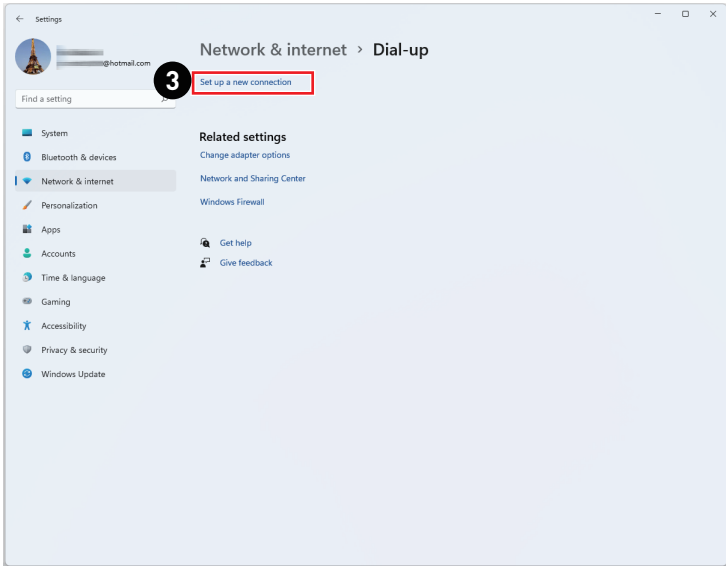 Settings
@hotmail.com
Find a setting
System
Bluetooth & devices
Network & internet
Personalization
Apps
Accounts
Time & language
Gaming
Accessibility
Privacy & security
Windows Update
Network & internet › Dial-up
3
Set up a new connection
Related settings
Change adapter options
Network and Sharing Center
Windows Firewall
Get help
Give feedback